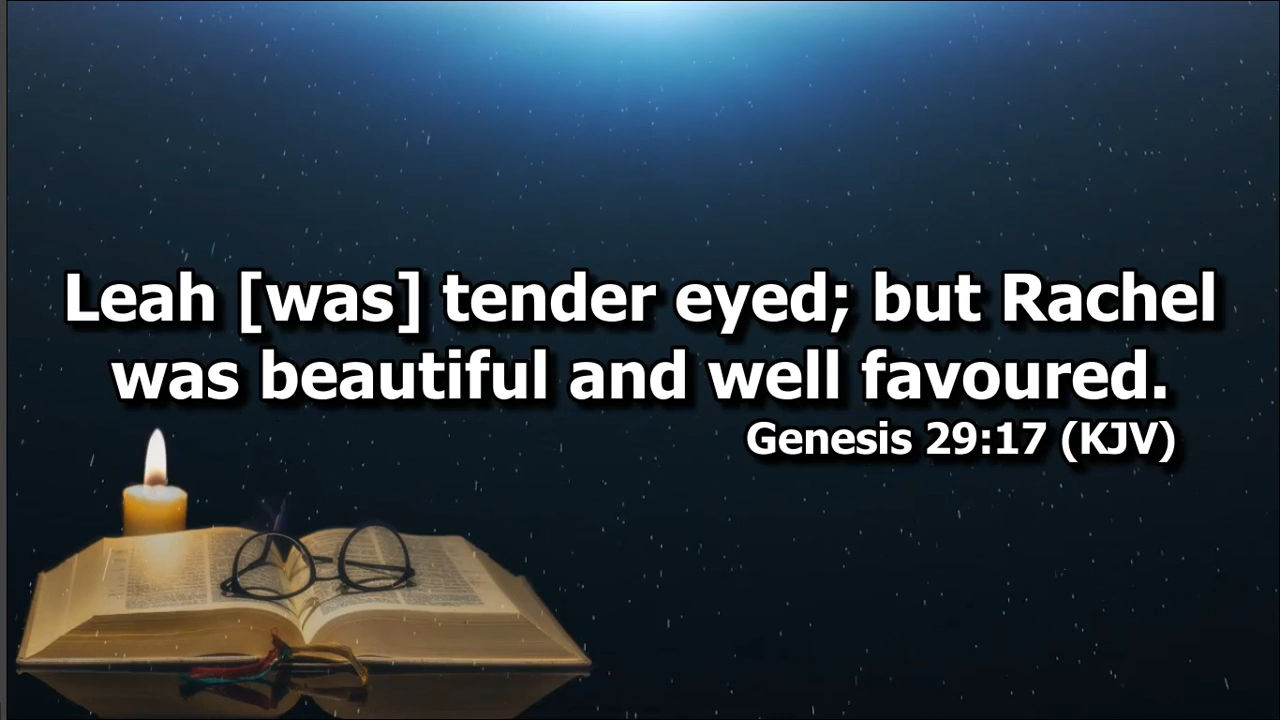 Leah [was] tender eyed; but Rachel
was beautiful and well favoured.
Genesis 29:17 (KJV)